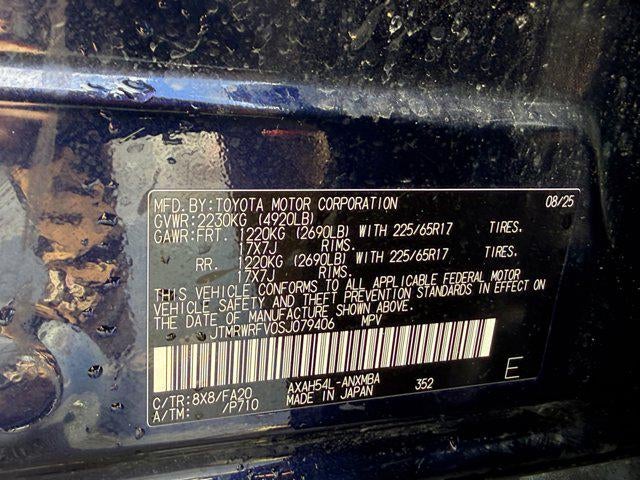 MFD. BY: TOYOTA MOTOR CORPORATION 08/25
GVWR: 2230KG (4920LB)
GAWR: FRT. 1220KG (2690LB) WITH 225/65R17 TIRES.
17X7J RIMS.
RR. 1220KG (2690LB) WITH 225/65R17 TIRES.
17X7J RIMS.
THIS VEHICLE CONFORMS TO ALL APPLICABLE FEDERAL MOTOR
VEHICLE SAFETY AND THEFT PREVENTION STANDARDS IN EFFECT ON
THE DATE OF MANUFACTURE SHOWN ABOVE.
JTMRWRFV0SJ079406 MPV
C/TR: 8X8/FA20 AXAH54L-ANXMBA 352
A/TM: /P710 MADE IN JAPAN
E